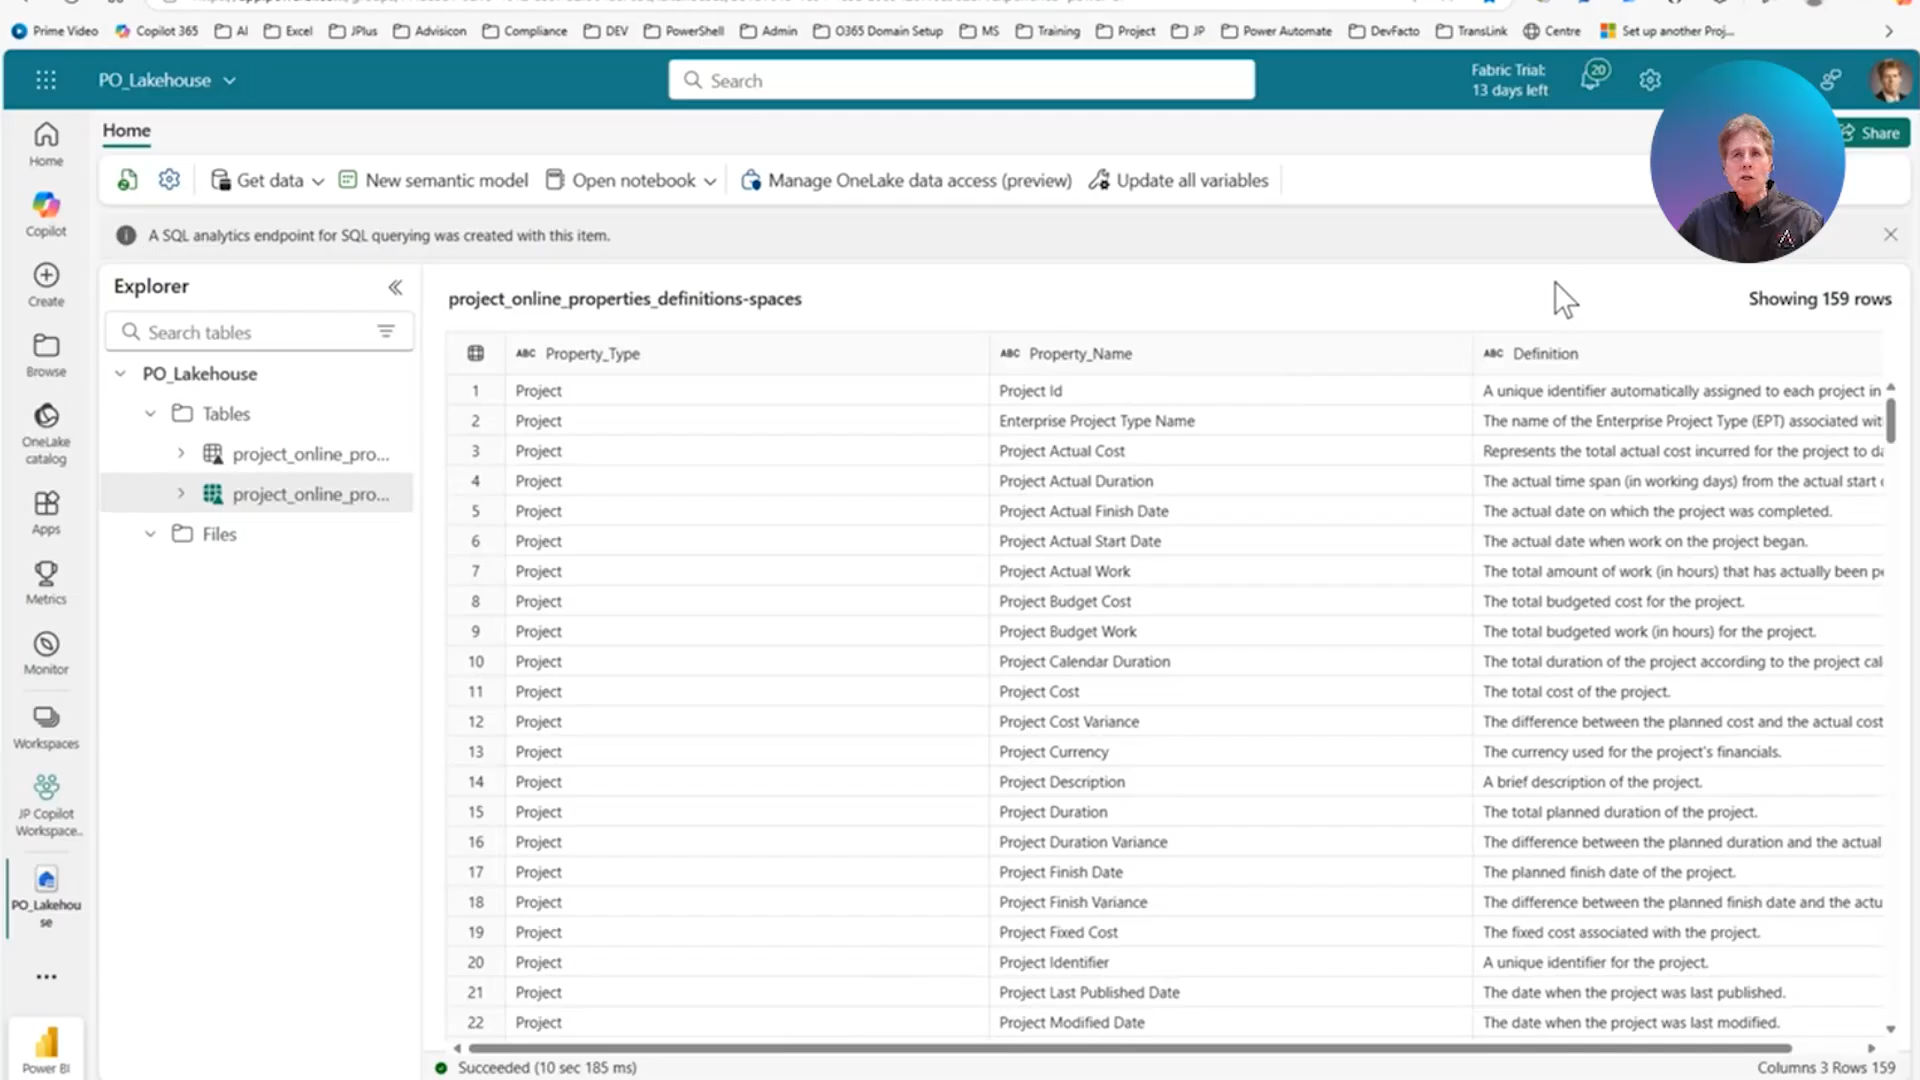 Prime Video
Copilot 365
AI
Excel
JPlus
Advisicon
Compliance
DEV
PowerShell
Admin
O365 Domain Setup
MS
Training
Project
JP
Power Automate
DevFacto
TransLink
Centre
Set up another Proj...
PO_Lakehouse
Search
Fabric Trial:
13 days left
20
Home
Share
Get data
New semantic model
Open notebook
Manage OneLake data access (preview)
Update all variables
A SQL analytics endpoint for SQL querying was created with this item.
Home
Copilot
Create
Browse
OneLake
catalog
Apps
Metrics
Monitor
Workspaces
JP Copilot
Workspace..
PO_Lakehou
se
Power BI
Explorer
Search tables
PO_Lakehouse
Tables
project_online_pro...
project_online_pro...
Files
project_online_properties_definitions-spaces
Showing 159 rows
ABC Property_Type ABC Property_Name ABC Definition
1 Project Project Id A unique identifier automatically assigned to each project in
2 Project Enterprise Project Type Name The name of the Enterprise Project Type (EPT) associated wit
3 Project Project Actual Cost Represents the total actual cost incurred for the project to da
4 Project Project Actual Duration The actual time span (in working days) from the actual start
5 Project Project Actual Finish Date The actual date on which the project was completed.
6 Project Project Actual Start Date The actual date when work on the project began.
7 Project Project Actual Work The total amount of work (in hours) that has actually been pe
8 Project Project Budget Cost The total budgeted cost for the project.
9 Project Project Budget Work The total budgeted work (in hours) for the project.
10 Project Project Calendar Duration The total duration of the project according to the project cal
11 Project Project Cost The total cost of the project.
12 Project Project Cost Variance The difference between the planned cost and the actual cost
13 Project Project Currency The currency used for the project's financials.
14 Project Project Description A brief description of the project.
15 Project Project Duration The total planned duration of the project.
16 Project Project Duration Variance The difference between the planned duration and the actual
17 Project Project Finish Date The planned finish date of the project.
18 Project Project Finish Variance The difference between the planned finish date and the actu
19 Project Project Fixed Cost The fixed cost associated with the project.
20 Project Project Identifier A unique identifier for the project.
21 Project Project Last Published Date The date when the project was last published.
22 Project Project Modified Date The date when the project was last modified.
Succeeded (10 sec 185 ms)
Columns 3 Rows 159